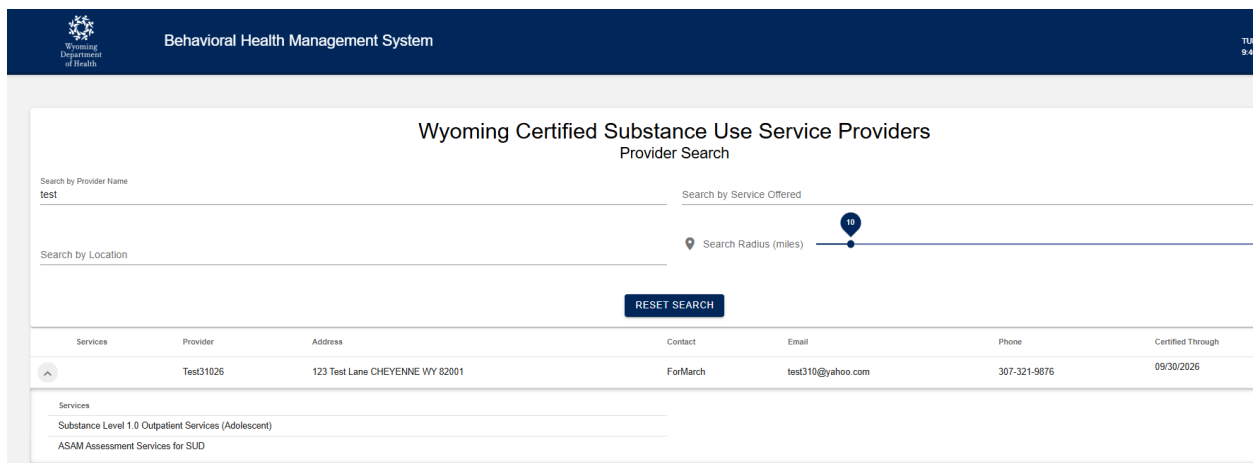 Wyoming
Department
of Health
Behavioral Health Management System
TUE
9:4
Wyoming Certified Substance Use Service Providers
Provider Search
Search by Provider Name
test
Search by Service Offered
10
Search Radius (miles)
Search by Location
RESET SEARCH
Services Provider Address Contact Email Phone Certified Through
Test31026 123 Test Lane CHEYENNE WY 82001 ForMarch test310@yahoo.com 307-321-9876 09/30/2026
Services
Substance Level 1.0 Outpatient Services (Adolescent)
ASAM Assessment Services for SUD